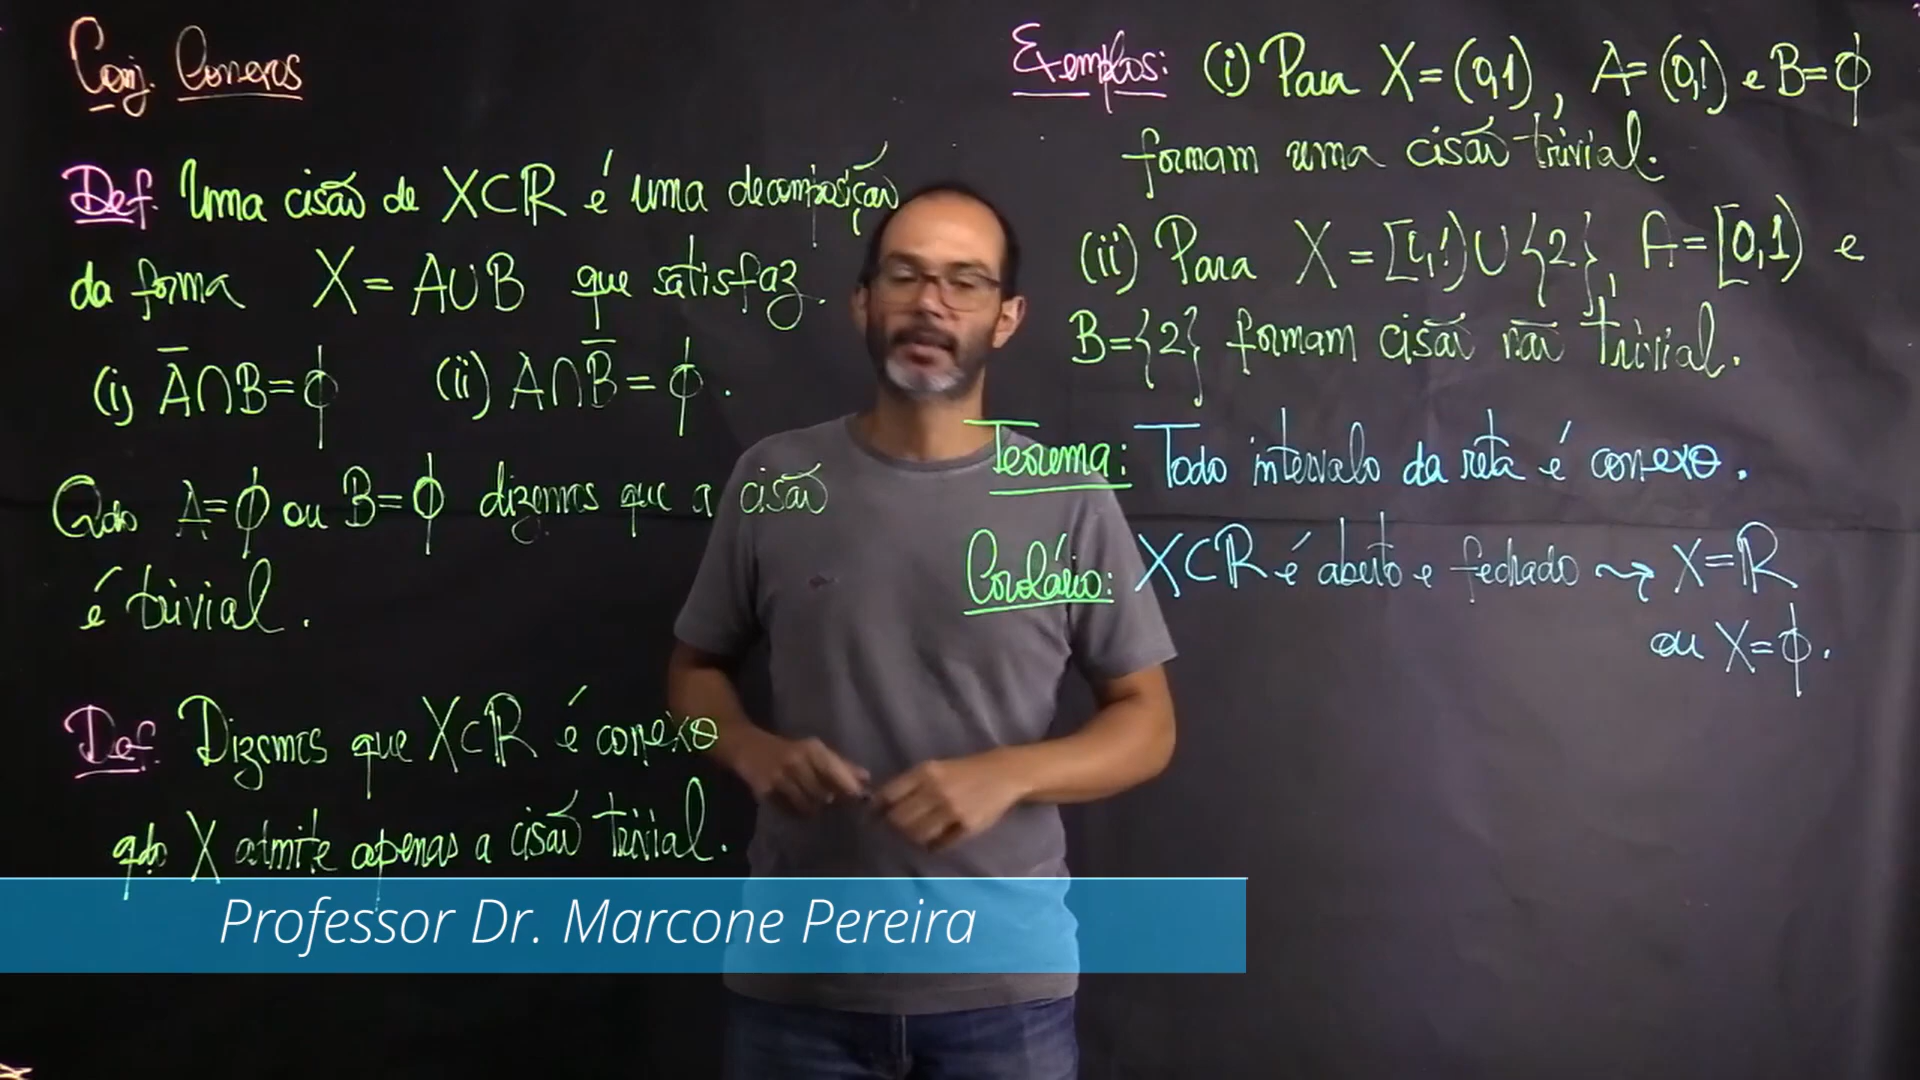 Conj. Conexos
Def. Uma cisão de X⊂ℝ é uma decomposição
da forma X = A∪B que satisfaz.
(i) A̅∩B=ϕ (ii) A∩B̅=ϕ.
Qdo A=ϕ ou B=ϕ dizemos que a cisão
é trivial.
Def. Dizemos que X⊂ℝ é conexo
qdo X admite apenas a cisão trivial.
Exemplos: (i) Para X=(0,1), A=(0,1) e B=ϕ
formam uma cisão trivial.
(ii) Para X=[0,1)∪{2}, A=[0,1) e
B={2} formam cisão não trivial.
Teorema: Todo intervalo da reta é conexo.
Corolário: X⊂ℝ é aberto e fechado ⇝ X=ℝ
ou X=ϕ.
Professor Dr. Marcone Pereira